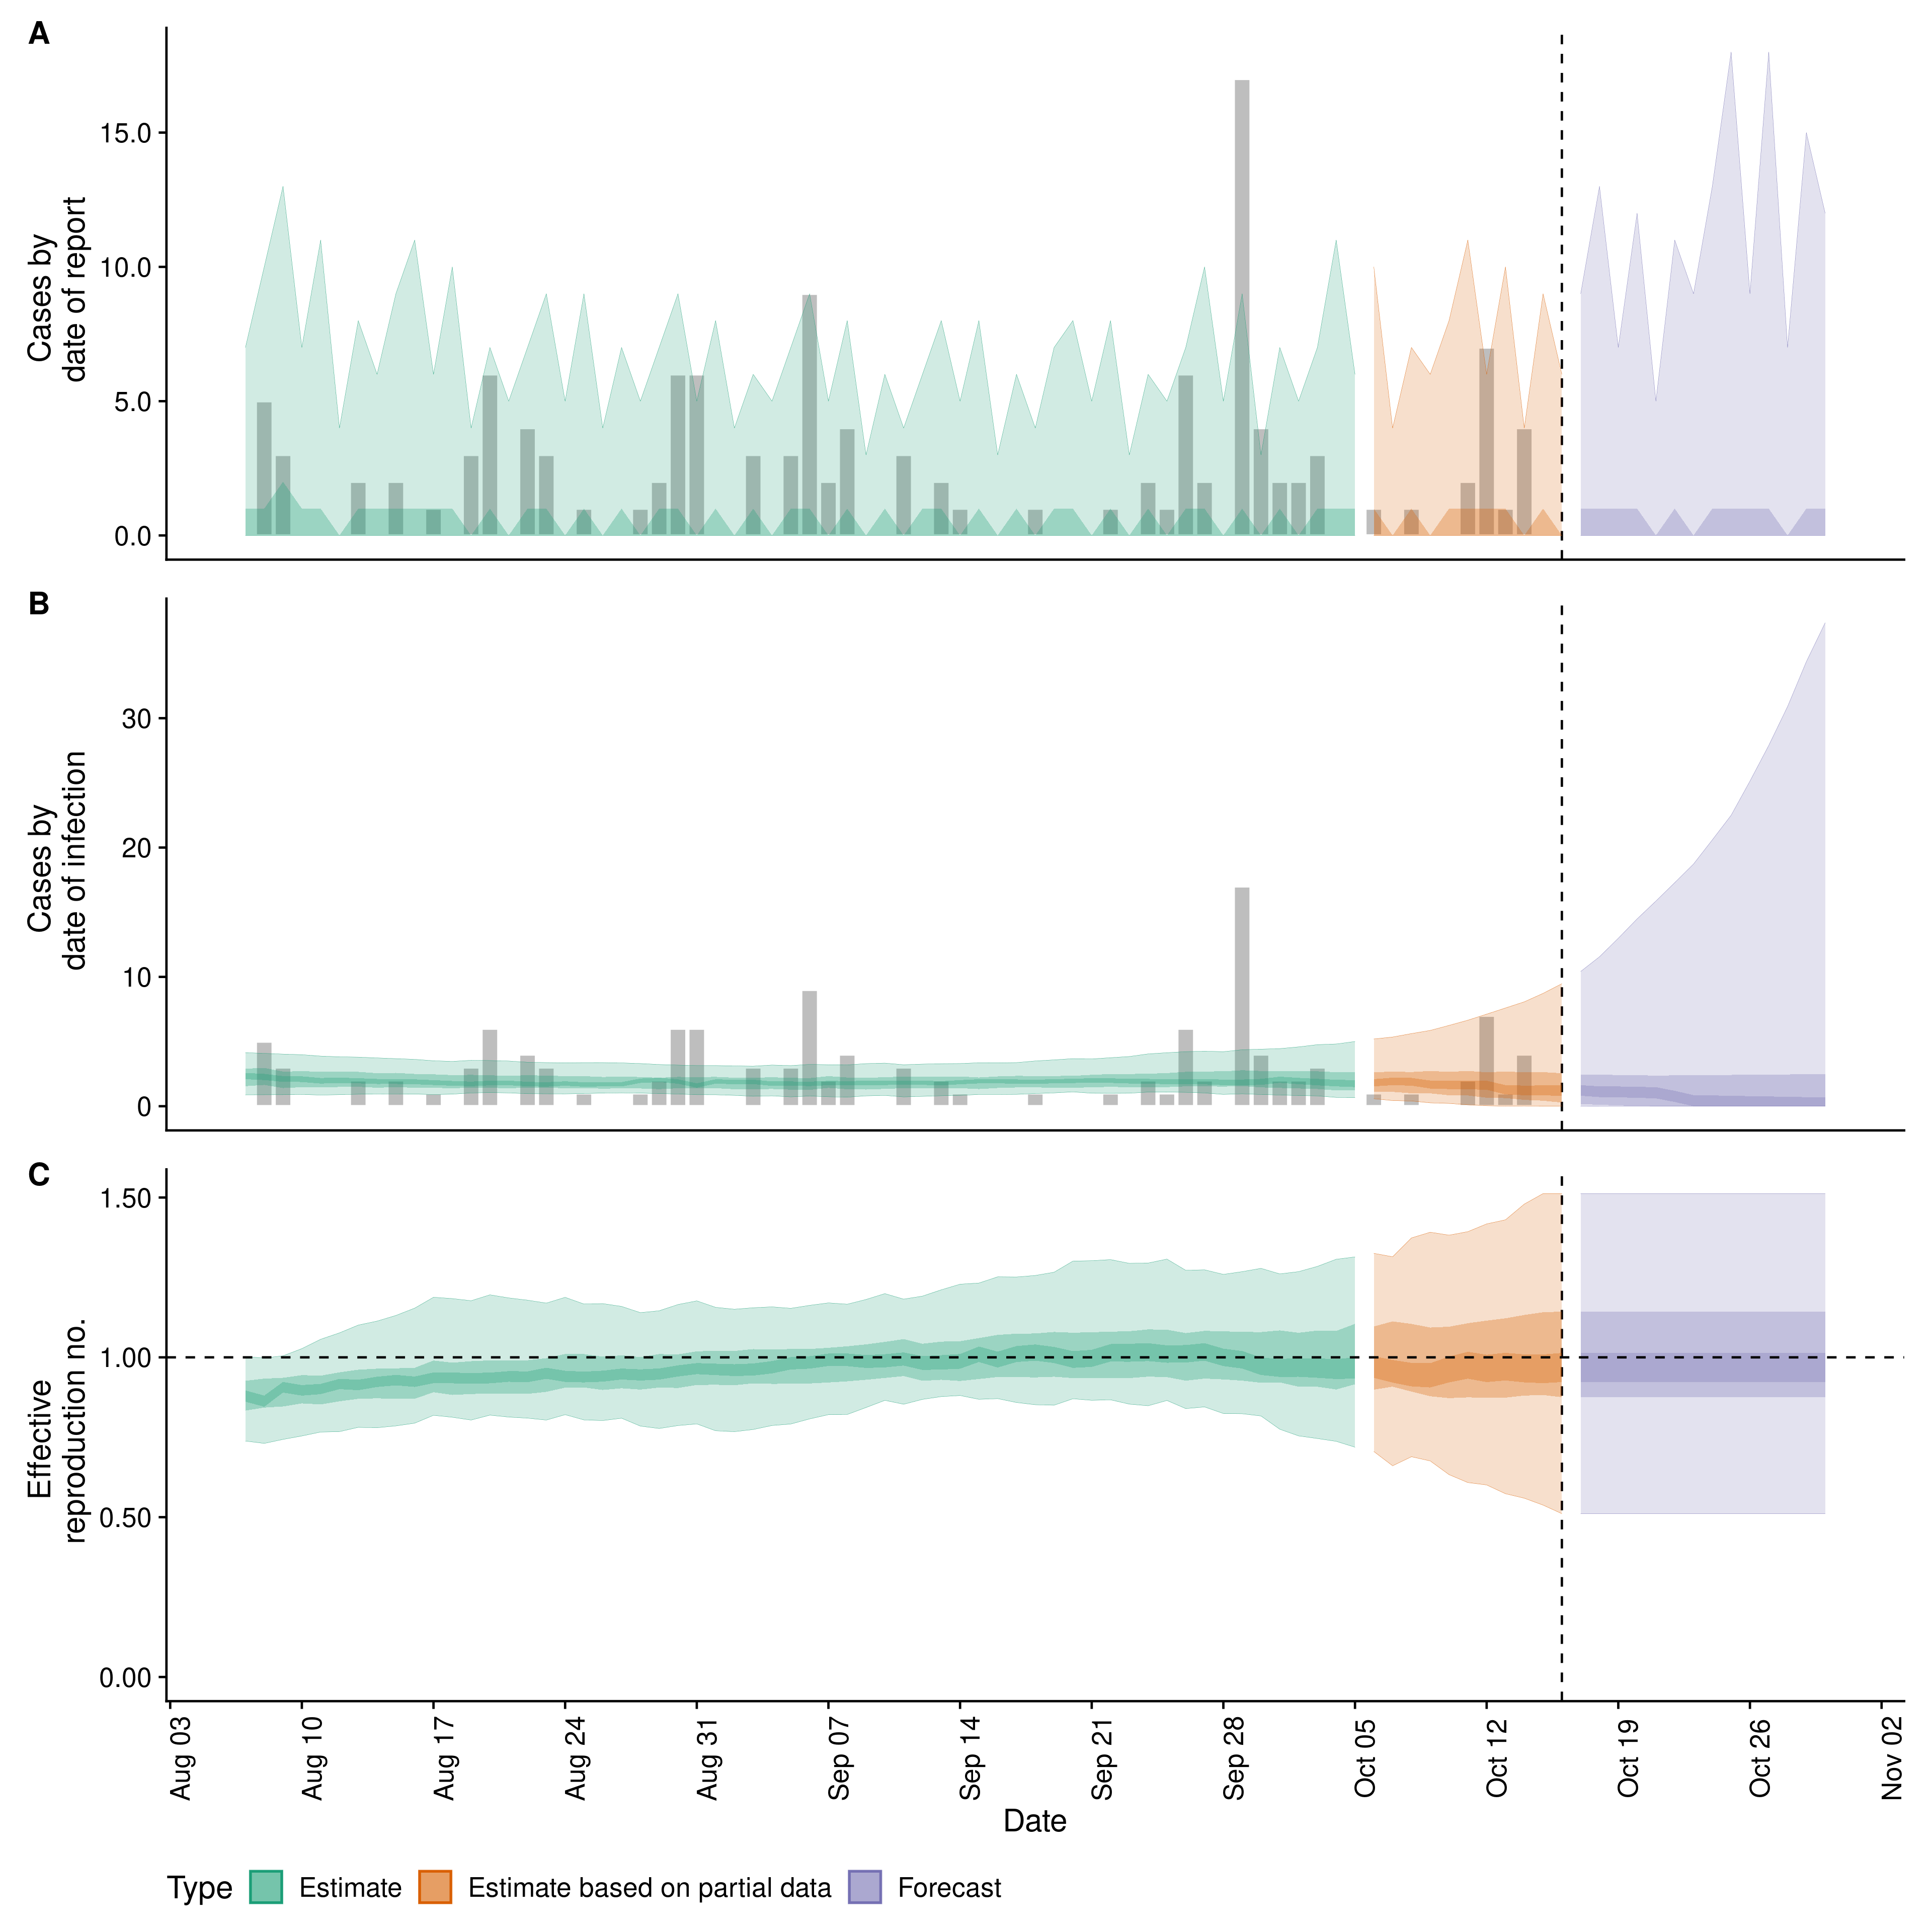 A
Cases by
date of report
15.0
10.0
5.0
0.0
B
Cases by
date of infection
30
20
10
0
C
Effective
reproduction no.
1.50
1.00
0.50
0.00
Aug 03
Aug 10
Aug 17
Aug 24
Aug 31
Sep 07
Sep 14
Sep 21
Sep 28
Oct 05
Oct 12
Oct 19
Oct 26
Nov 02
Date
Type
Estimate
Estimate based on partial data
Forecast